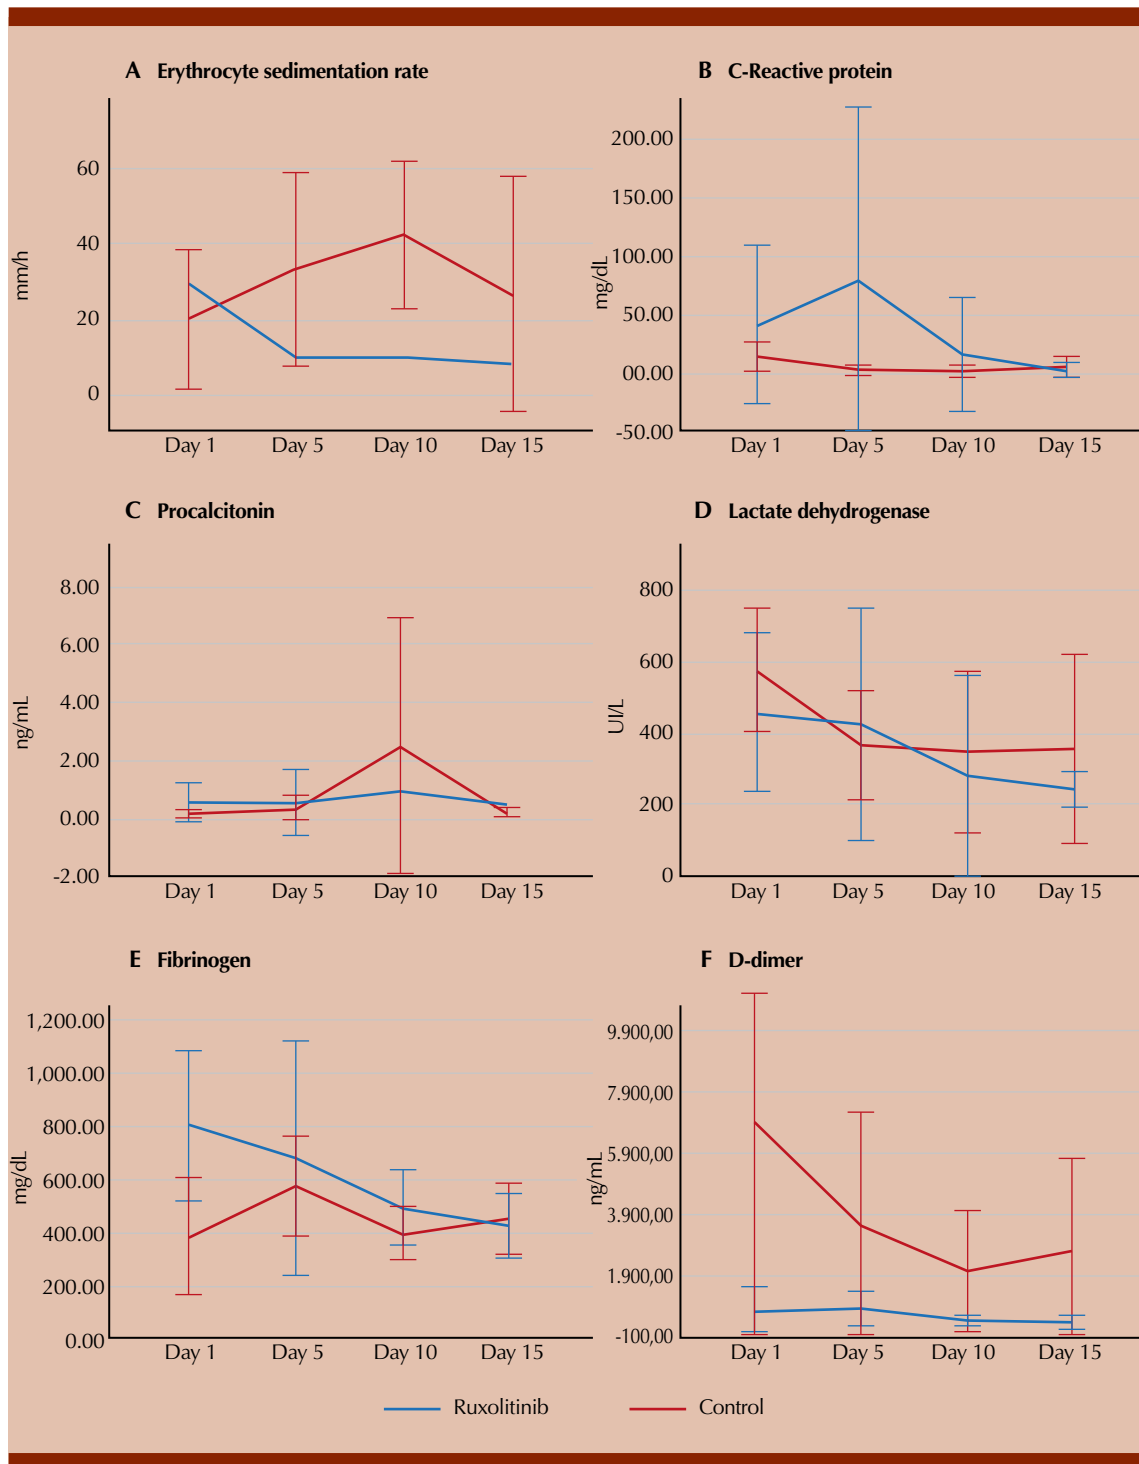 A Erythrocyte sedimentation rate
60
40
20
0
mm/h
Day 1 Day 5 Day 10 Day 15
B C-Reactive protein
200.00
150.00
100.00
50.00
00.00
-50.00
mg/dL
Day 1 Day 5 Day 10 Day 15
C Procalcitonin
8.00
6.00
4.00
2.00
0.00
-2.00
ng/mL
Day 1 Day 5 Day 10 Day 15
D Lactate dehydrogenase
800
600
400
200
0
UI/L
Day 1 Day 5 Day 10 Day 15
E Fibrinogen
1,200.00
1,000.00
800.00
600.00
400.00
200.00
0.00
mg/dL
Day 1 Day 5 Day 10 Day 15
F D-dimer
9.900,00
7.900,00
5.900,00
3.900,00
1.900,00
-100,00
ng/mL
Day 1 Day 5 Day 10 Day 15
Ruxolitinib Control